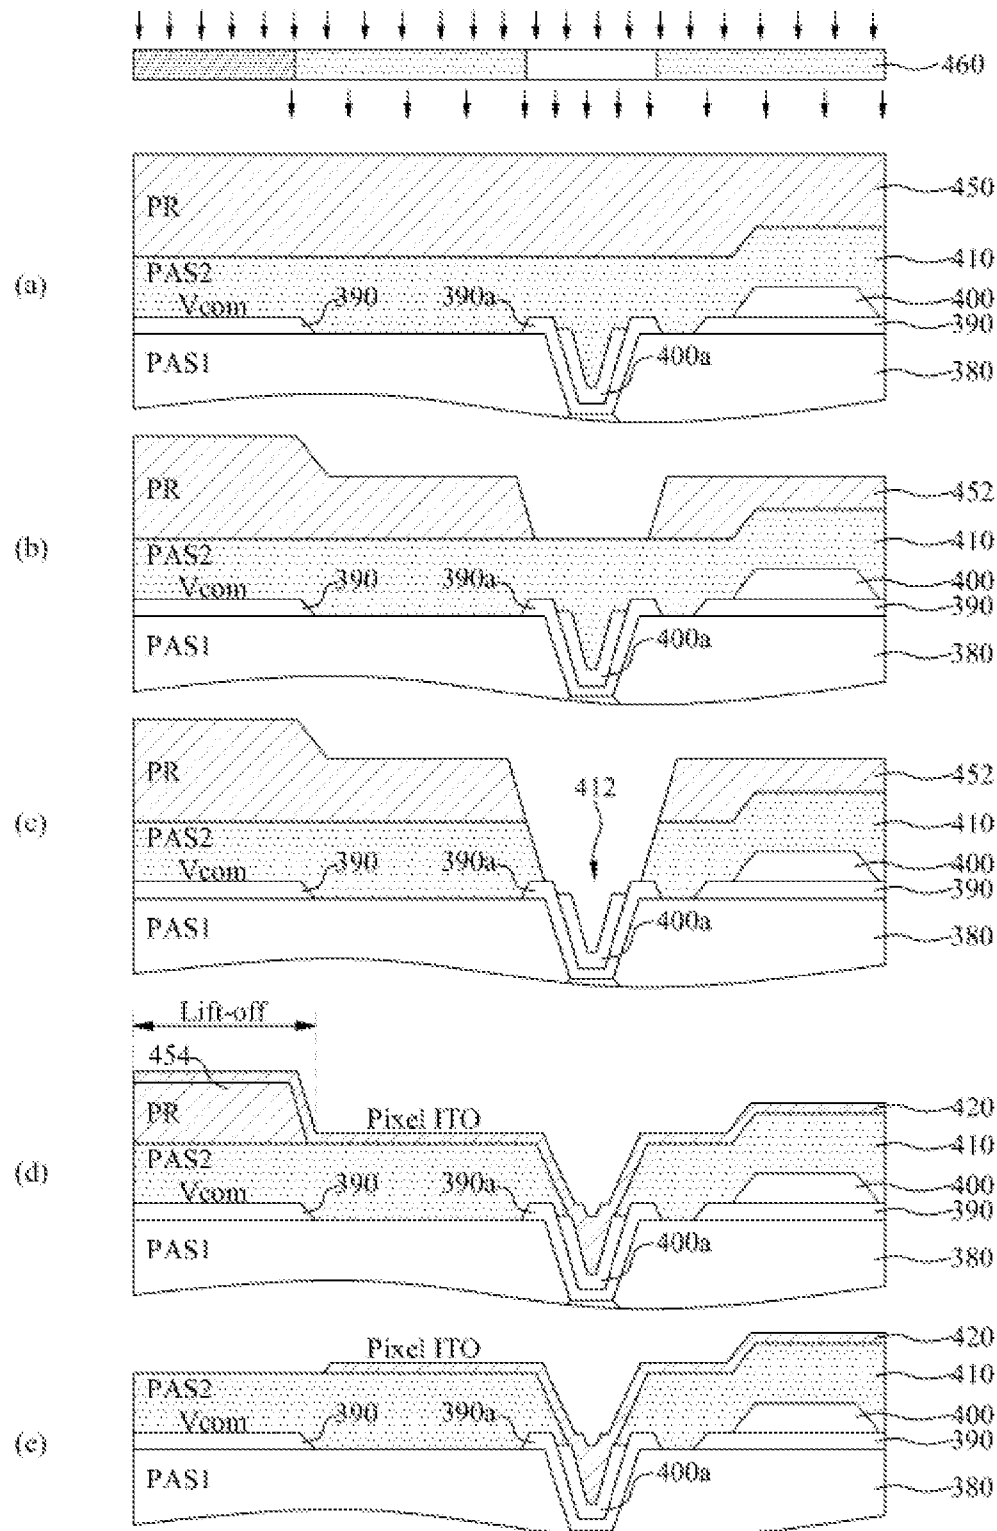 460
PR
450
(a)
PAS2
410
Vcom
390
390a
400
390
PAS1
400a
380
PR
452
(b)
PAS2
410
Vcom
390
390a
400
390
PAS1
400a
380
PR
452
412
(c)
PAS2
410
Vcom
390
390a
400
390
PAS1
400a
380
Lift-off
454
PR
Pixel ITO
420
(d)
PAS2
410
Vcom
390
390a
400
390
PAS1
400a
380
Pixel ITO
420
PAS2
410
Vcom
390
390a
400
(e)
390
PAS1
400a
380